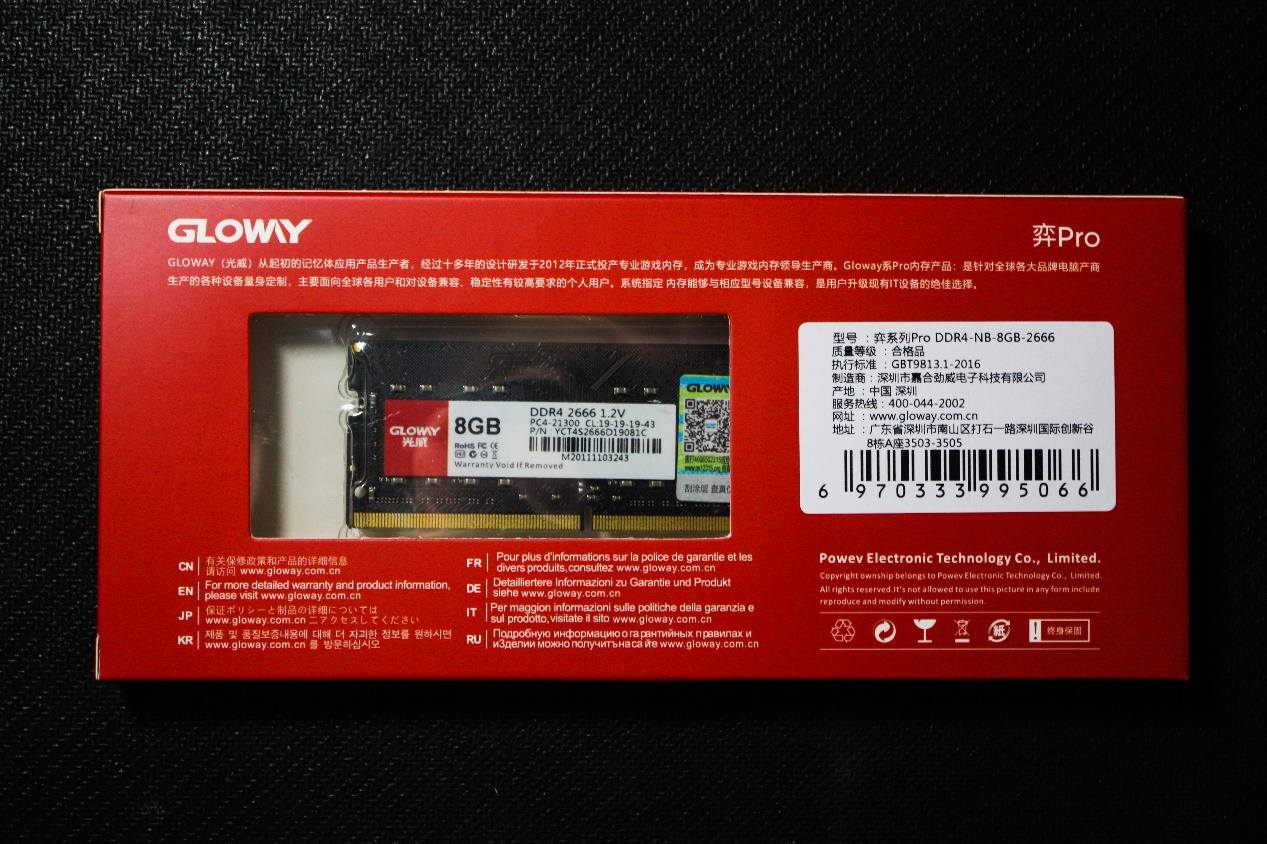 GLOWAY
弈Pro
GLOWAY（光威）从起初的记忆体应用产品生产者，经过十多年的设计研发于2012年正式投产专业游戏内存，成为专业游戏内存领导生产商。Gloway系Pro内存产品：是针对全球各大品牌电脑产商
生产的各种设备量身定制，主要面向全球各用户和对设备兼容、稳定性有较高要求的个人用户。系统指定 内存能够与相应型号设备兼容，是用户升级现有IT设备的绝佳选择。
GLOWAY
光威
8GB
RoHS FC CE
DDR4 2666 1.2V
PC4-21300 CL:19-19-19-43
P/N : YCT4S2666D19081C
M20111103243
Warranty Void If Removed
GLOWAY
刮涂层 查真
型号 ：弈系列Pro DDR4-NB-8GB-2666
质量等级 ：合格品
执行标准 ：GBT9813.1-2016
制造商：深圳市嘉合劲威电子科技有限公司
产地 ：中国 深圳
服务热线：400-044-2002
网址 ：www.gloway.com.cn
地址 ：广东省深圳市南山区打石一路深圳国际创新谷
8栋A座3503-3505
6 970333 995066
CN 有关保修政策和产品的详细信息
请访问 www.gloway.com.cn
EN For more detailed warranty and product information,
please visit www.gloway.com.cn
JP 保証ポリシーと制品の详細については
www.gloway.com.cn 二アクセスしてください
KR 제품 및 품질보증내용에 대해 더 자괴한 정보를 원하시면
www.gloway.com.cn 를 방문하십시오
FR Pour plus d'informations sur la police de garantie et les
divers produits,consultez www.gloway.com.cn
DE Detailliertere Informazioni zu Garantie und Produkt
siehe www.gloway.com.cn
IT Per maggion informazioni sulle politiche della garanzia e
sul prodotto,visitate il sito www.gloway.com.cn
RU Подробную информацию о гарантийных правилах и
изделии можно получить на сайте www.gloway.com.cn
Powev Electronic Technology Co., Limited.
Copyright ownship belongs to Powev Electronic Technology Co., Limited.
All rights reserved.It's not allowed to use this picture in any form include
reproduce and modify without permission.
紙
! 终身保固